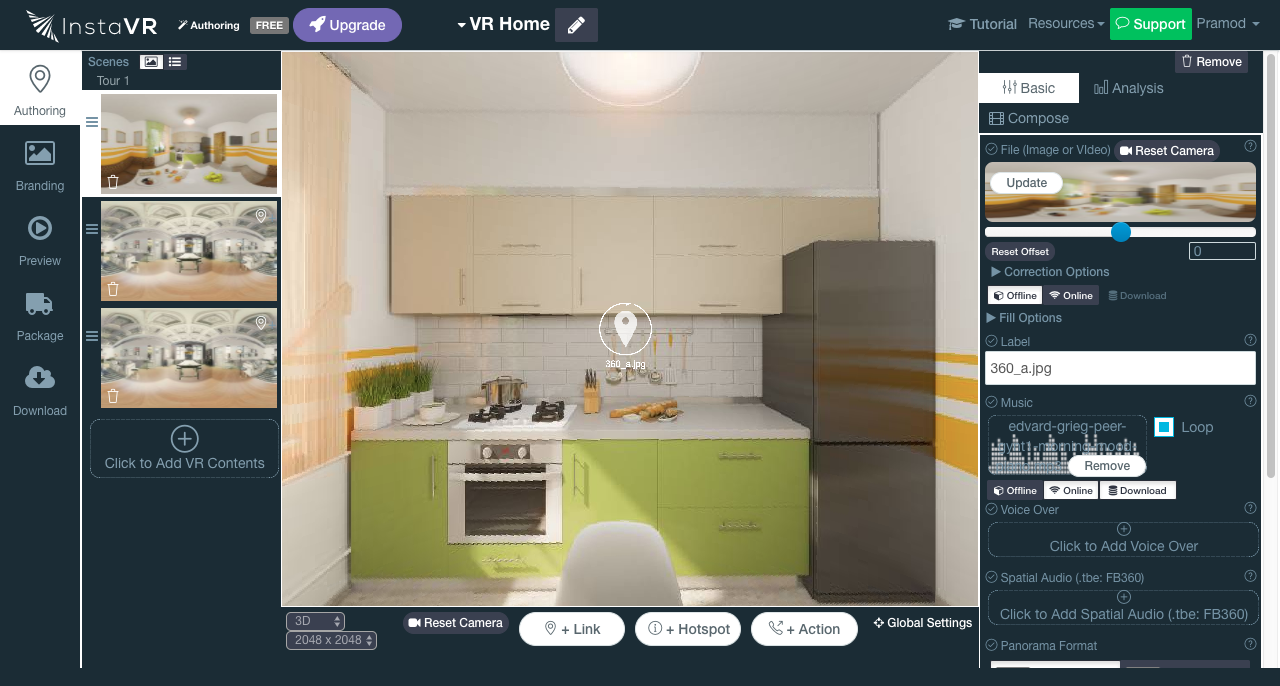 InstaVR
Authoring
FREE
Upgrade
VR Home
Tutorial
Resources
Support
Pramod
Authoring
Branding
Preview
Package
Download
Scenes
Tour 1
Click to Add VR Contents
360_a.jpg
3D
2048 x 2048
Reset Camera
+ Link
+ Hotspot
+ Action
Global Settings
Remove
Basic
Analysis
Compose
File (Image or VIdeo)
Reset Camera
Update
Reset Offset
0
Correction Options
Offline
Online
Download
Fill Options
Label
360_a.jpg
Music
edvard-grieg-peer-
Loop
Remove
Offline
Online
Download
Voice Over
Click to Add Voice Over
Spatial Audio (.tbe: FB360)
Click to Add Spatial Audio (.tbe: FB360)
Panorama Format